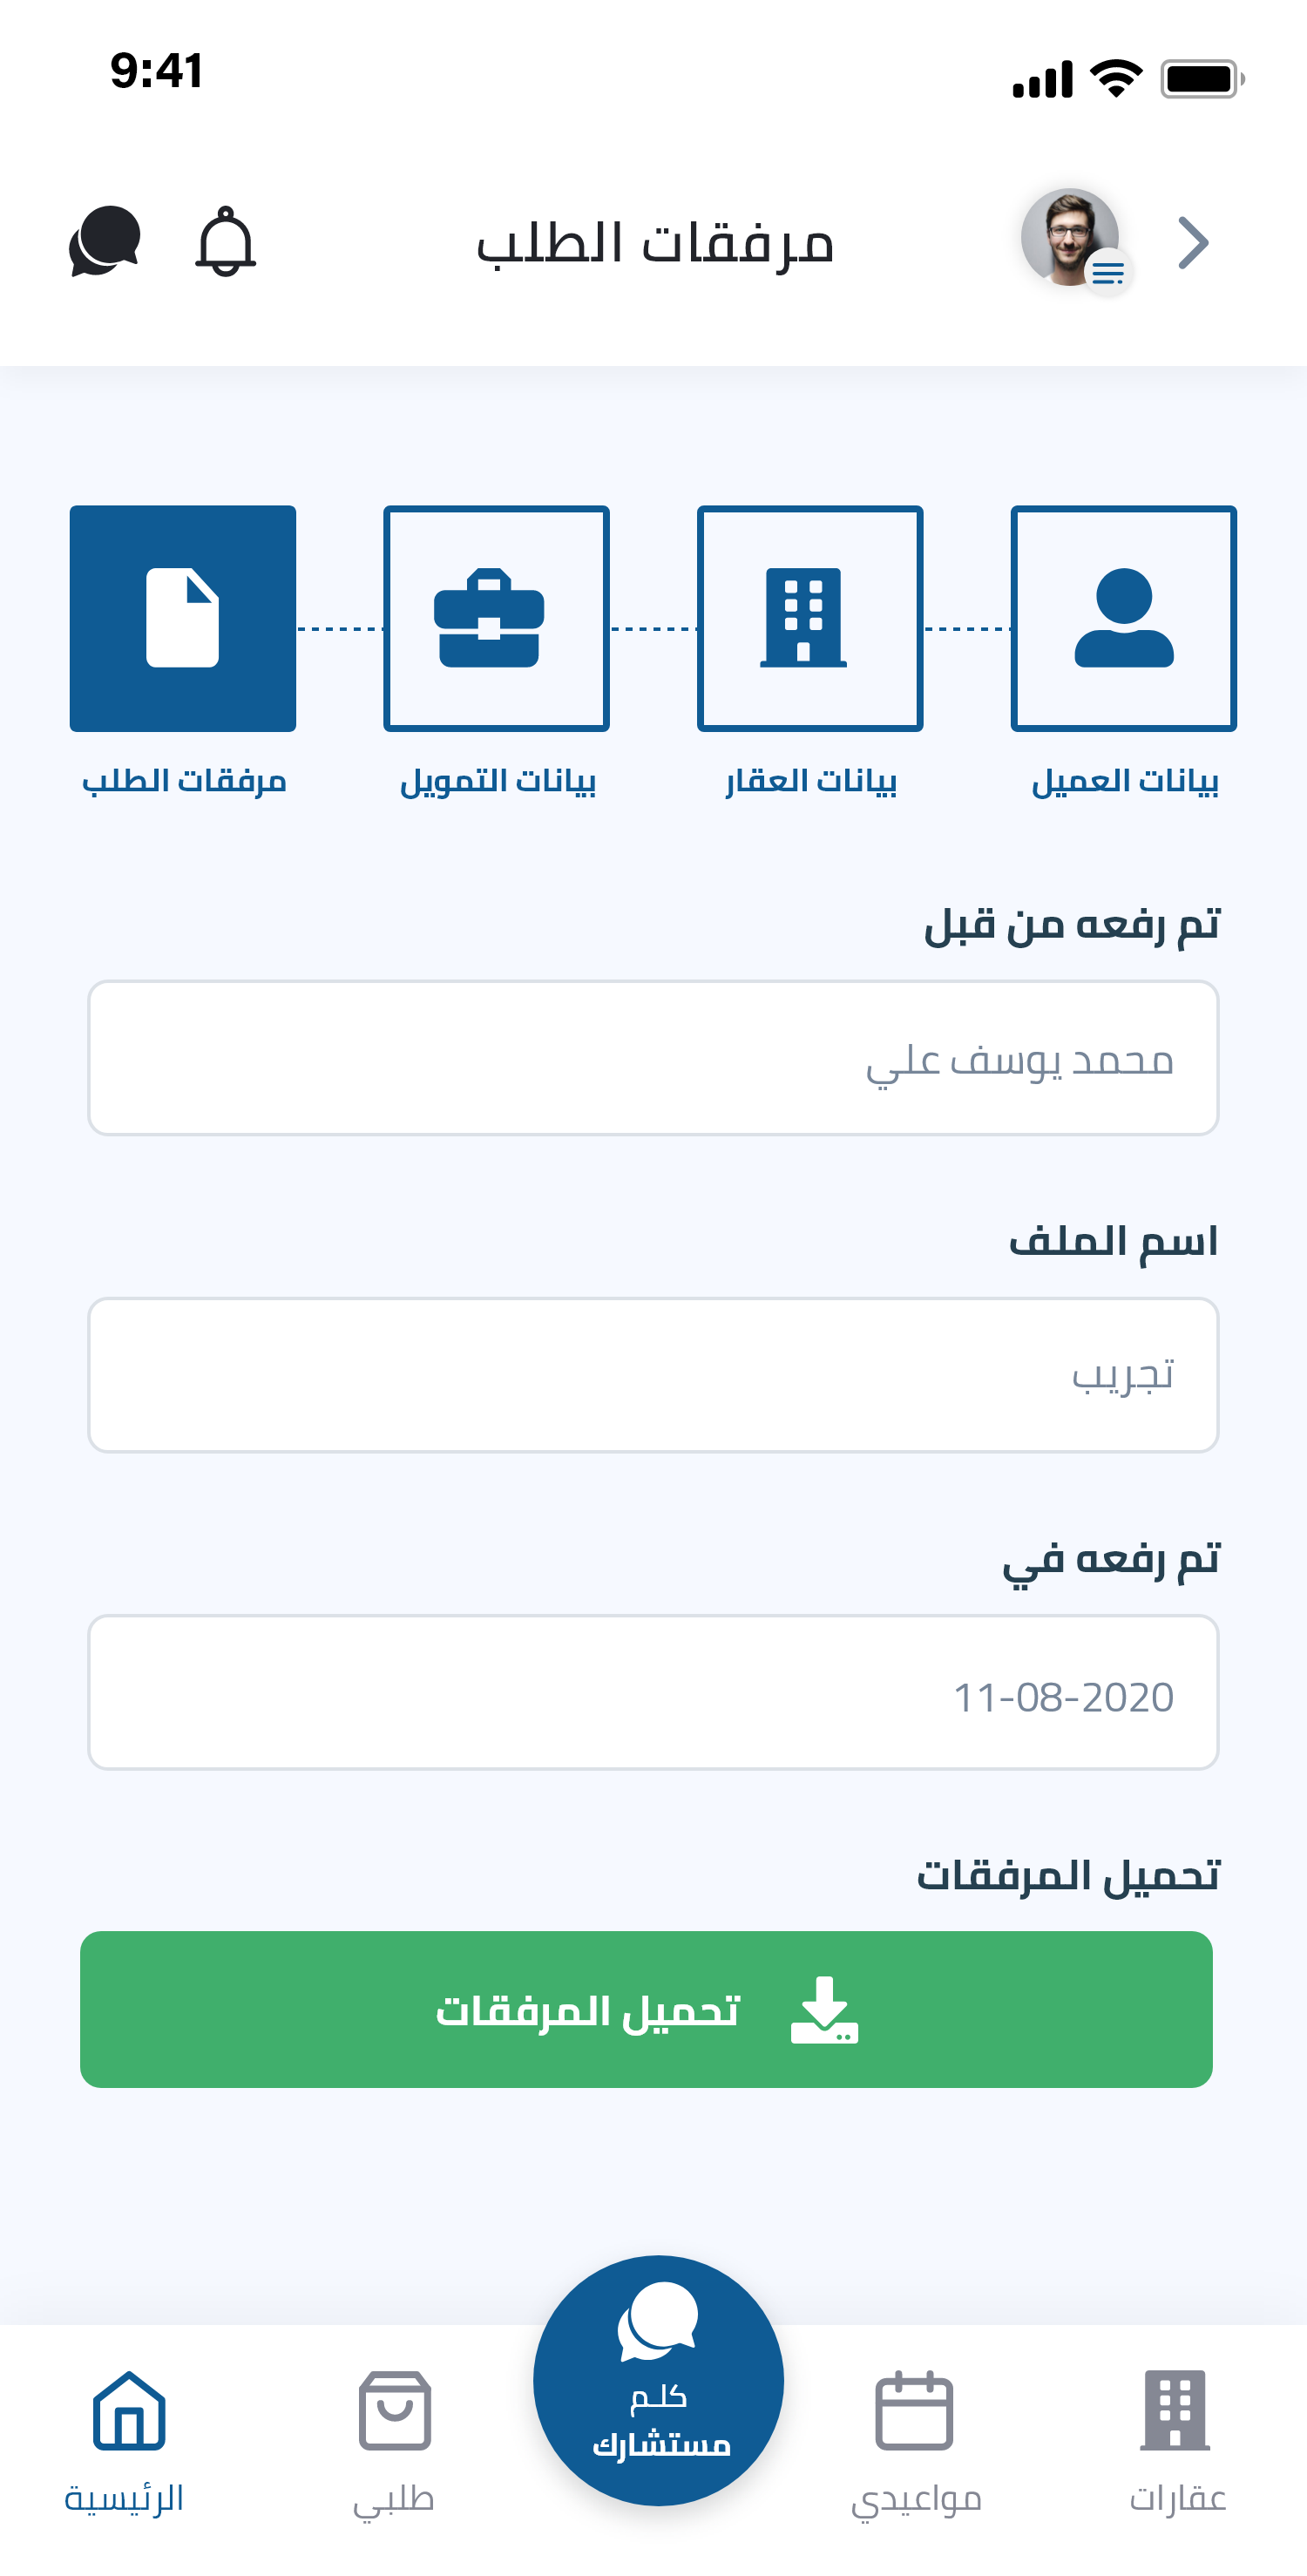 9:41
مرفقات الطلب
بيانات العميل
بيانات العقار
بيانات التمويل
مرفقات الطلب
تم رفعه من قبل
محمد يوسف علي
اسم الملف
تجريب
تم رفعه في
11-08-2020
تحميل المرفقات
تحميل المرفقات
عقارات
مواعيدي
كلم
مستشارك
طلبي
الرئيسية